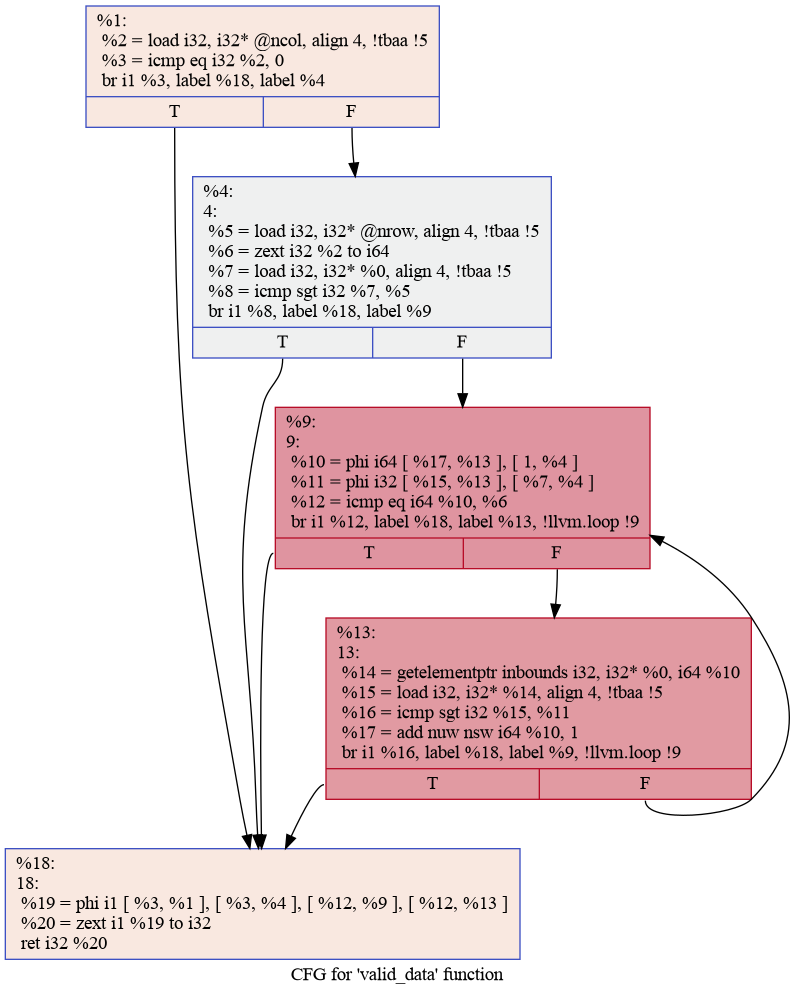 %1:
%2 = load i32, i32* @ncol, align 4, !tbaa !5
%3 = icmp eq i32 %2, 0
br i1 %3, label %18, label %4
T F
%4:
4:
%5 = load i32, i32* @nrow, align 4, !tbaa !5
%6 = zext i32 %2 to i64
%7 = load i32, i32* %0, align 4, !tbaa !5
%8 = icmp sgt i32 %7, %5
br i1 %8, label %18, label %9
T F
%9:
9:
%10 = phi i64 [ %17, %13 ], [ 1, %4 ]
%11 = phi i32 [ %15, %13 ], [ %7, %4 ]
%12 = icmp eq i64 %10, %6
br i1 %12, label %18, label %13, !llvm.loop !9
T F
%13:
13:
%14 = getelementptr inbounds i32, i32* %0, i64 %10
%15 = load i32, i32* %14, align 4, !tbaa !5
%16 = icmp sgt i32 %15, %11
%17 = add nuw nsw i64 %10, 1
br i1 %16, label %18, label %9, !llvm.loop !9
T F
%18:
18:
%19 = phi i1 [ %3, %1 ], [ %3, %4 ], [ %12, %9 ], [ %12, %13 ]
%20 = zext i1 %19 to i32
ret i32 %20
CFG for 'valid_data' function